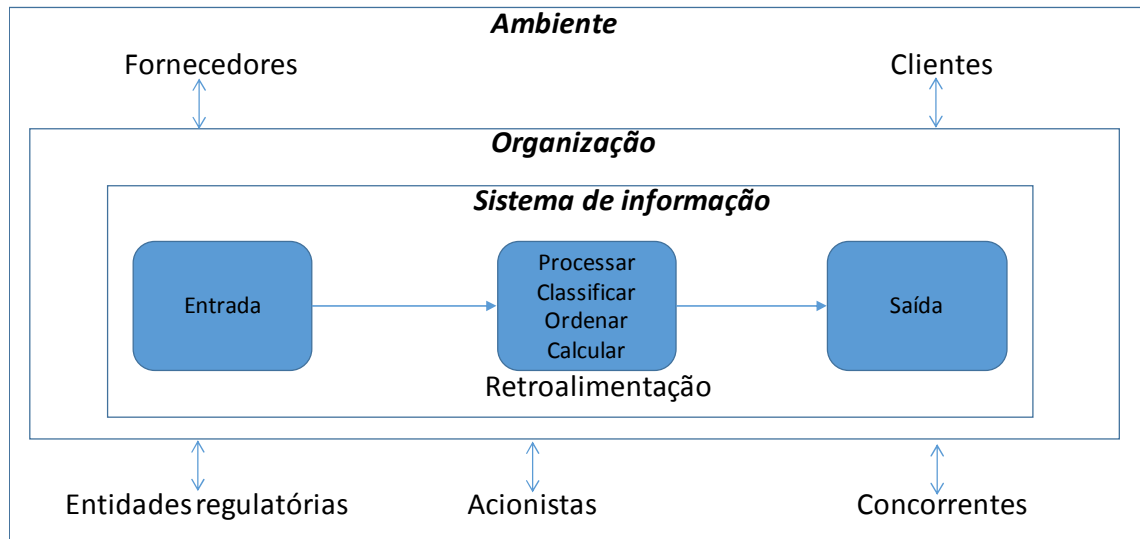 Ambiente
Fornecedores
Clientes
Organização
Sistema de informação
Entrada
Processar
Classificar
Ordenar
Calcular
Saída
Retroalimentação
Entidades regulatórias
Acionistas
Concorrentes